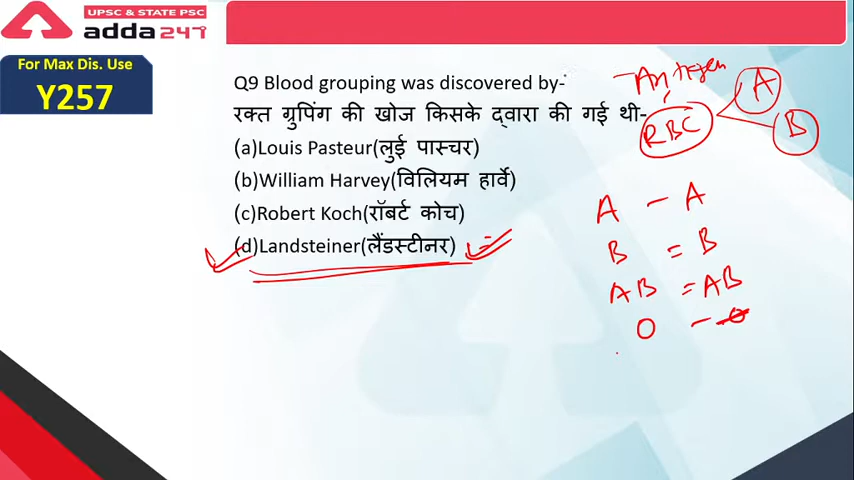 UPSC & STATE PSC
adda247
For Max Dis. Use
Y257
Q9 Blood grouping was discovered by-
रक्त ग्रुपिंग की खोज किसके द्वारा की गई थी-
(a)Louis Pasteur(लुई पास्चर)
(b)William Harvey(विलियम हार्वे)
(c)Robert Koch(रॉबर्ट कोच)
(d)Landsteiner(लैंडस्टीनर)
Antigen
RBC
A
B
A - A
B = B
AB = AB
O - O